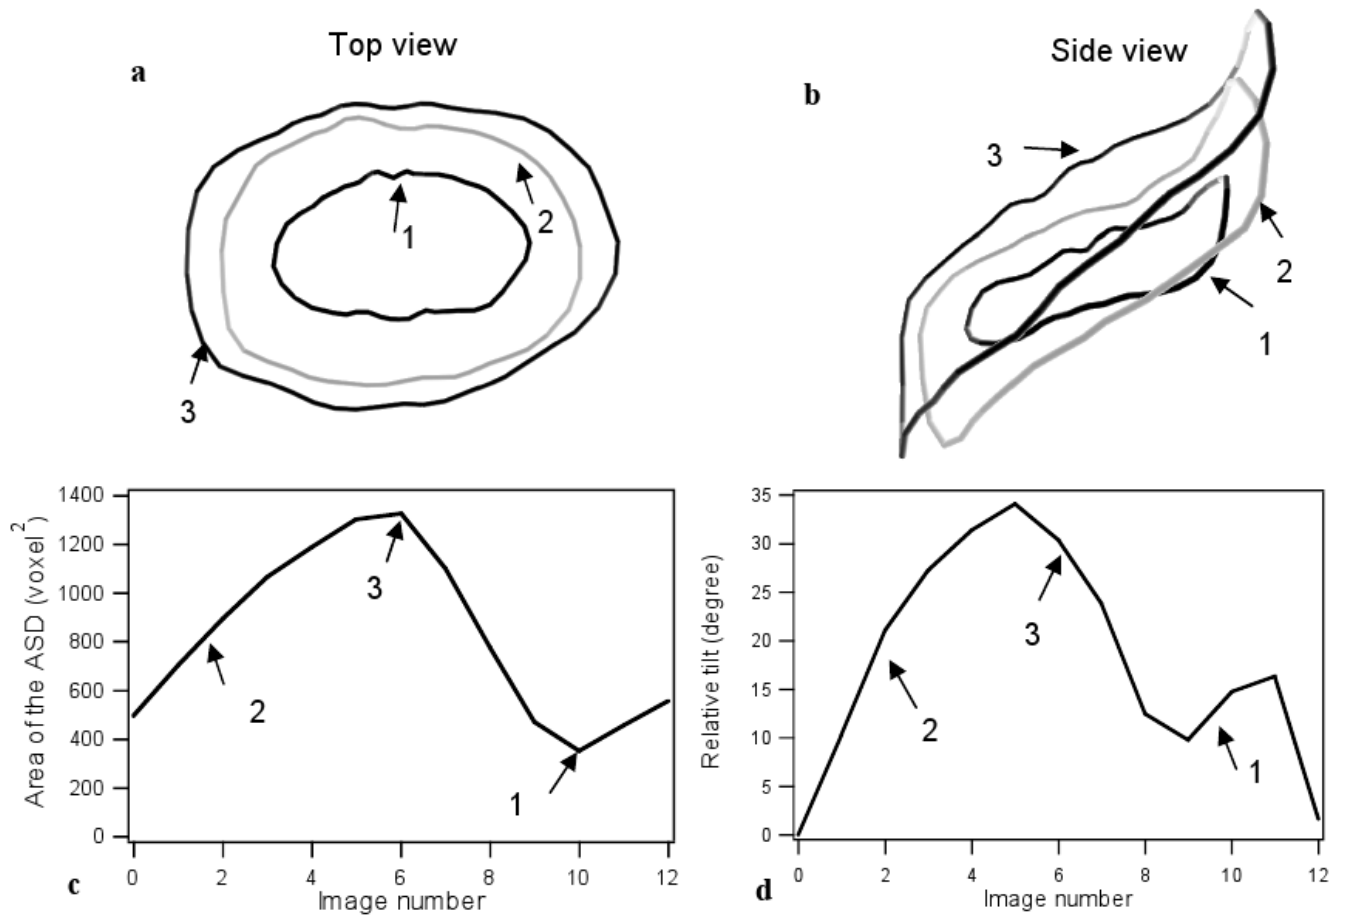 Top view
a
1
2
3
Side view
b
3
2
1
Area of the ASD (voxel²)
1400
1200
1000
800
600
400
200
0
3
2
1
0 2 4 6 8 10 12
Image number
c
Relative tilt (degree)
35
30
25
20
15
10
5
0
3
2
1
0 2 4 6 8 10 12
Image number
d